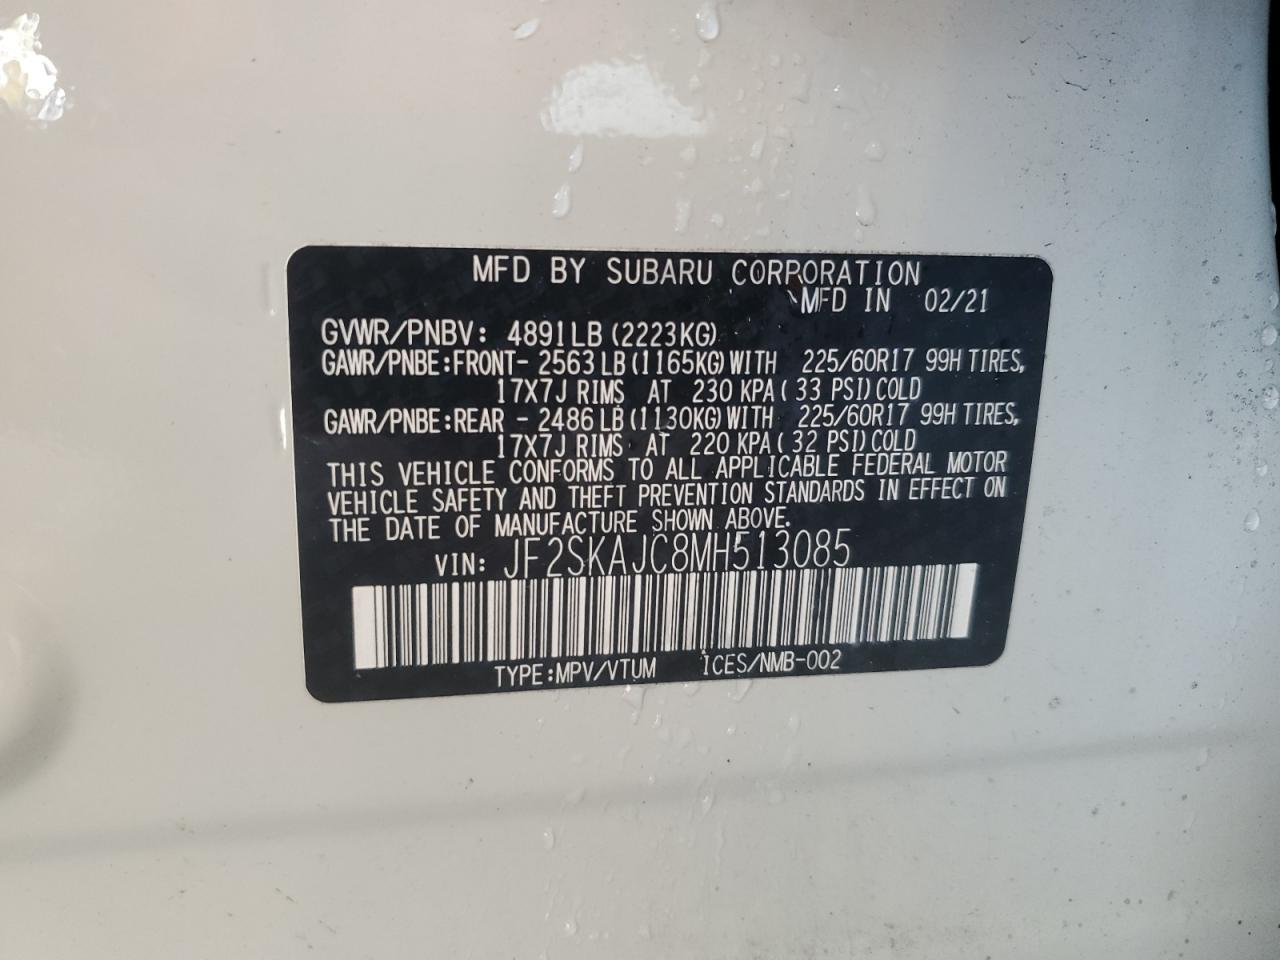 MFD BY SUBARU CORPORATION
MFD IN 02/21
GVWR/PNBV: 4891LB (2223KG)
GAWR/PNBE:FRONT- 2563 LB (1165KG) WITH 225/60R17 99H TIRES,
17X7J RIMS AT 230 KPA ( 33 PSI) COLD
GAWR/PNBE:REAR - 2486 LB (1130KG) WITH 225/60R17 99H TIRES,
17X7J RIMS AT 220 KPA ( 32 PSI) COLD
THIS VEHICLE CONFORMS TO ALL APPLICABLE FEDERAL MOTOR
VEHICLE SAFETY AND THEFT PREVENTION STANDARDS IN EFFECT ON
THE DATE OF MANUFACTURE SHOWN ABOVE.
VIN: JF2SKAJC8MH513085
TYPE:MPV/VTUM ICES/NMB-002